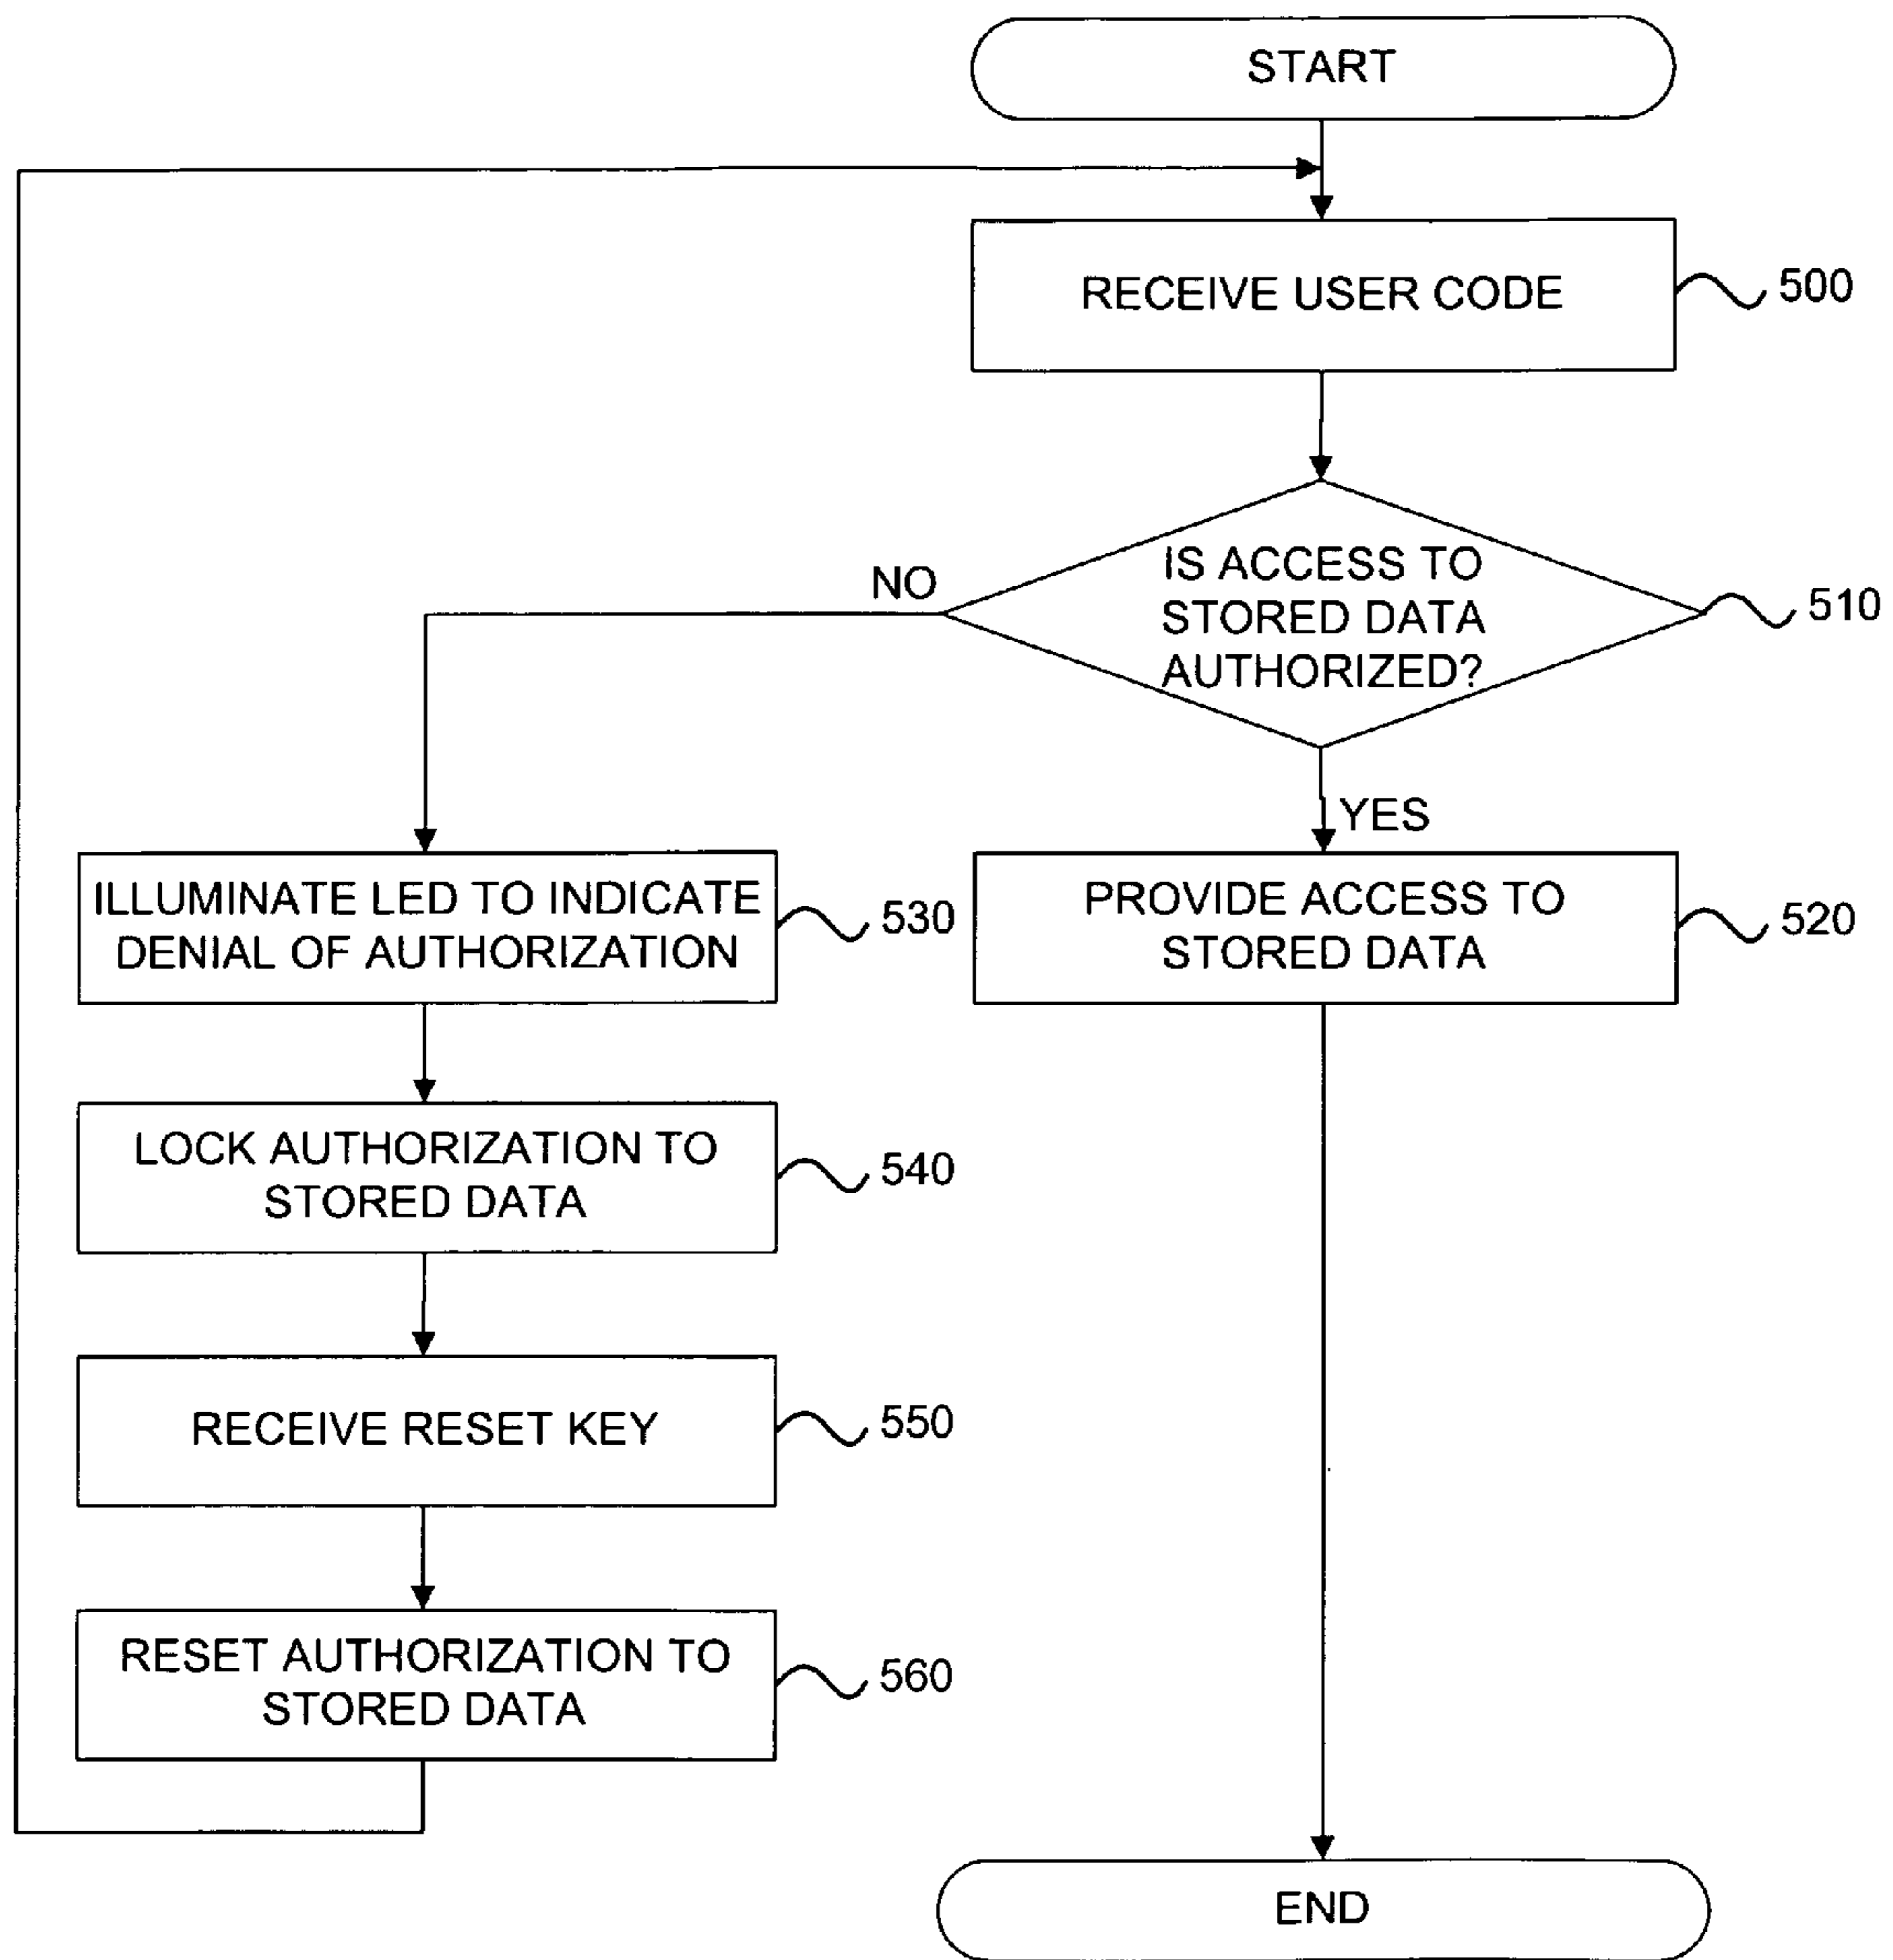 START
RECEIVE USER CODE
500
IS ACCESS TO
STORED DATA
AUTHORIZED?
510
NO
YES
ILLUMINATE LED TO INDICATE
DENIAL OF AUTHORIZATION
530
PROVIDE ACCESS TO
STORED DATA
520
LOCK AUTHORIZATION TO
STORED DATA
540
RECEIVE RESET KEY
550
RESET AUTHORIZATION TO
STORED DATA
560
END